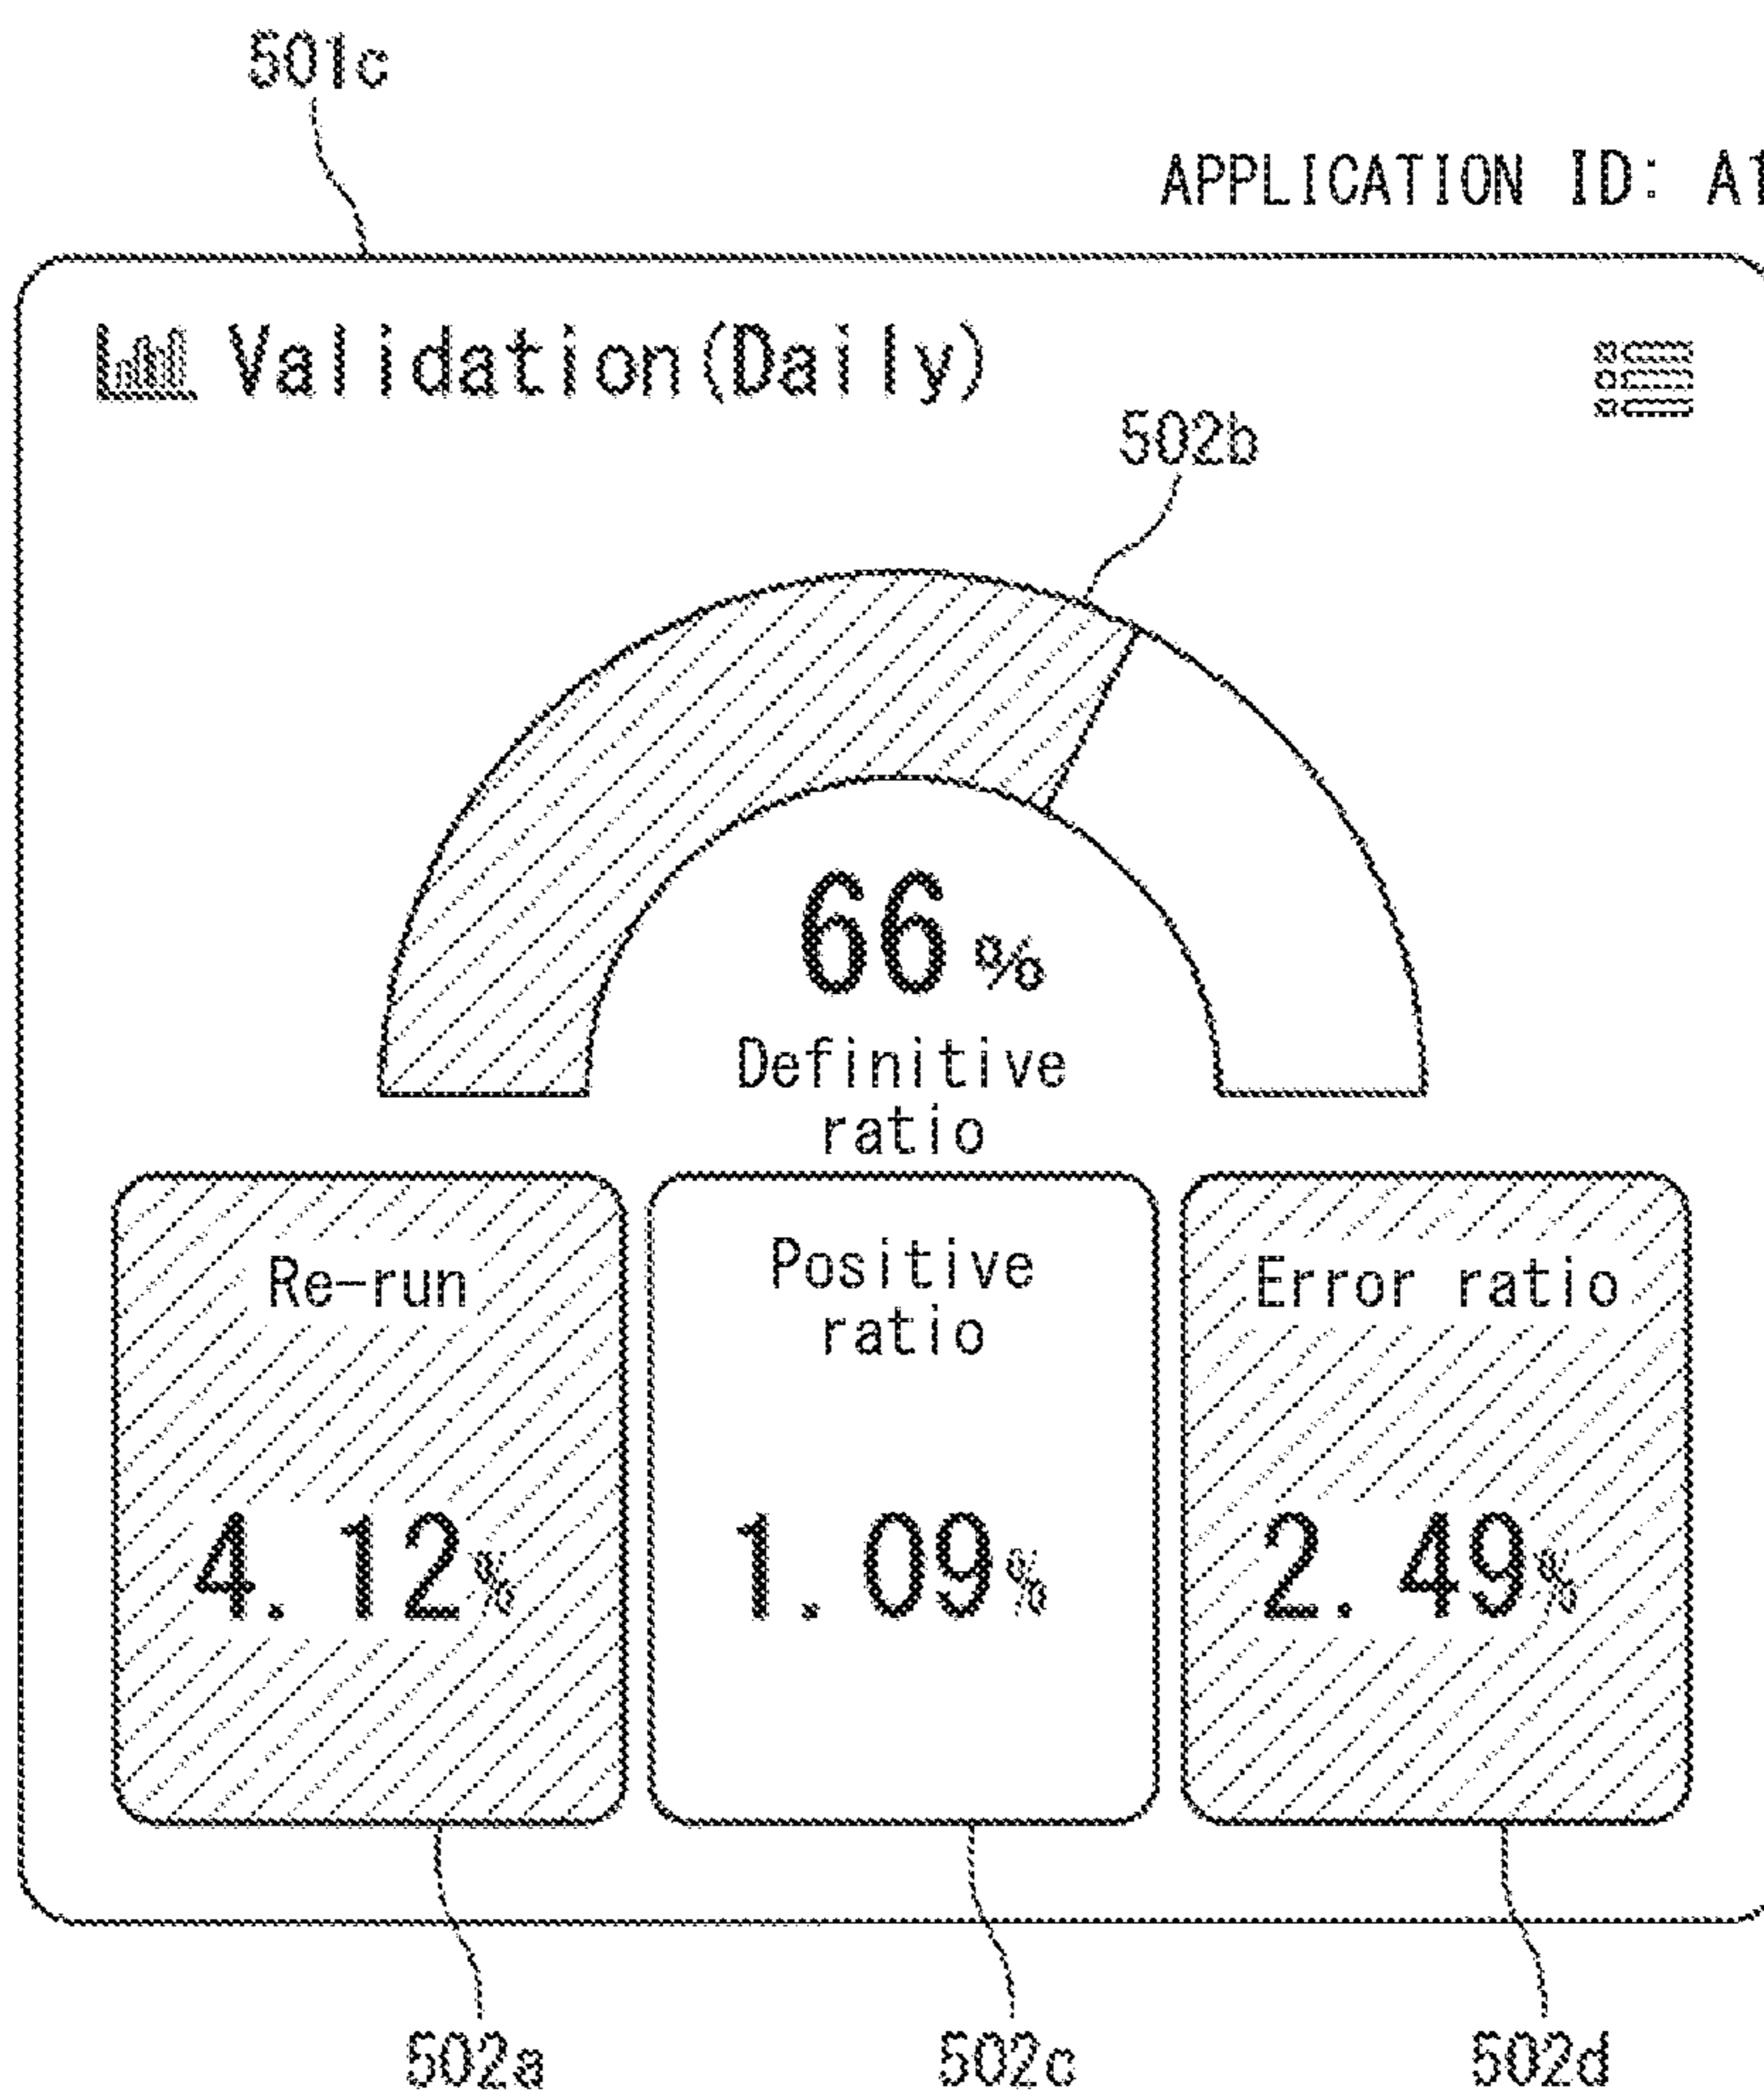 501c
APPLICATION ID: A1
Validation(Daily)
502b
66%
Definitive
ratio
Re-run
4.12%
Positive
ratio
1.09%
Error ratio
2.49%
502a
502c
502d